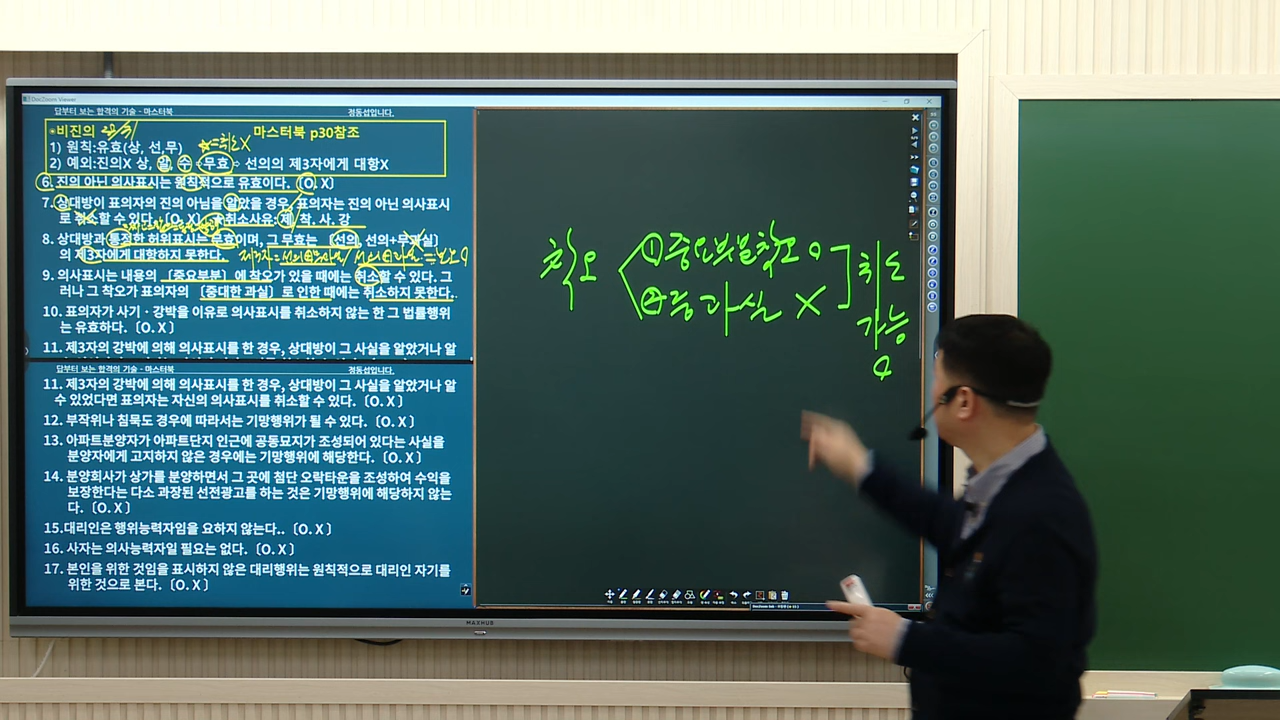 DocZoom Viewer
답부터 보는 합격의 기술 - 마스터북 정동섭입니다.
◉비진의 ☆=취소X 마스터북 p30참조
1) 원칙:유효(상, 선,무)
2) 예외:진의X 상, 알, 수 - 무효 - 선의의 제3자에게 대항X
6. 진의 아닌 의사표시는 원칙적으로 유효이다. (O. X)
7. 상대방이 표의자의 진의 아님을 알았을 경우, 표의자는 진의 아닌 의사표시
로 취소할 수 있다. (O. X) 취소사유: 제, 착, 사, 강
8. 상대방과 통정한 허위표시는 무효이며, 그 무효는 〔선의, 선의+무과실〕
의 제3자에게 대항하지 못한다.
9. 의사표시는 내용의 〔중요부분〕에 착오가 있을 때에는 취소할 수 있다. 그
러나 그 착오가 표의자의 〔중대한 과실〕로 인한 때에는 취소하지 못한다.
10. 표의자가 사기ㆍ강박을 이유로 의사표시를 취소하지 않는 한 그 법률행위
는 유효하다. 〔O. X 〕
11. 제3자의 강박에 의해 의사표시를 한 경우, 상대방이 그 사실을 알았거나 알
답부터 보는 합격의 기술 - 마스터북 정동섭입니다.
11. 제3자의 강박에 의해 의사표시를 한 경우, 상대방이 그 사실을 알았거나 알
수 있었다면 표의자는 자신의 의사표시를 취소할 수 있다. 〔O. X 〕
12. 부작위나 침묵도 경우에 따라서는 기망행위가 될 수 있다. 〔O. X 〕
13. 아파트분양자가 아파트단지 인근에 공동묘지가 조성되어 있다는 사실을
분양자에게 고지하지 않은 경우에는 기망행위에 해당한다. 〔O. X 〕
14. 분양회사가 상가를 분양하면서 그 곳에 첨단 오락타운을 조성하여 수익을
보장한다는 다소 과장된 선전광고를 하는 것은 기망행위에 해당하지 않는
다. 〔O. X 〕
15.대리인은 행위능력자임을 요하지 않는다.. 〔O. X 〕
16. 사자는 의사능력자일 필요는 없다. 〔O. X 〕
17. 본인을 위한 것임을 표시하지 않은 대리행위는 원칙적으로 대리인 자기를
위한 것으로 본다. 〔O. X 〕
착오
① 중요부분착오 O
② 중과실 X
취소
가능
O
MAXHUB